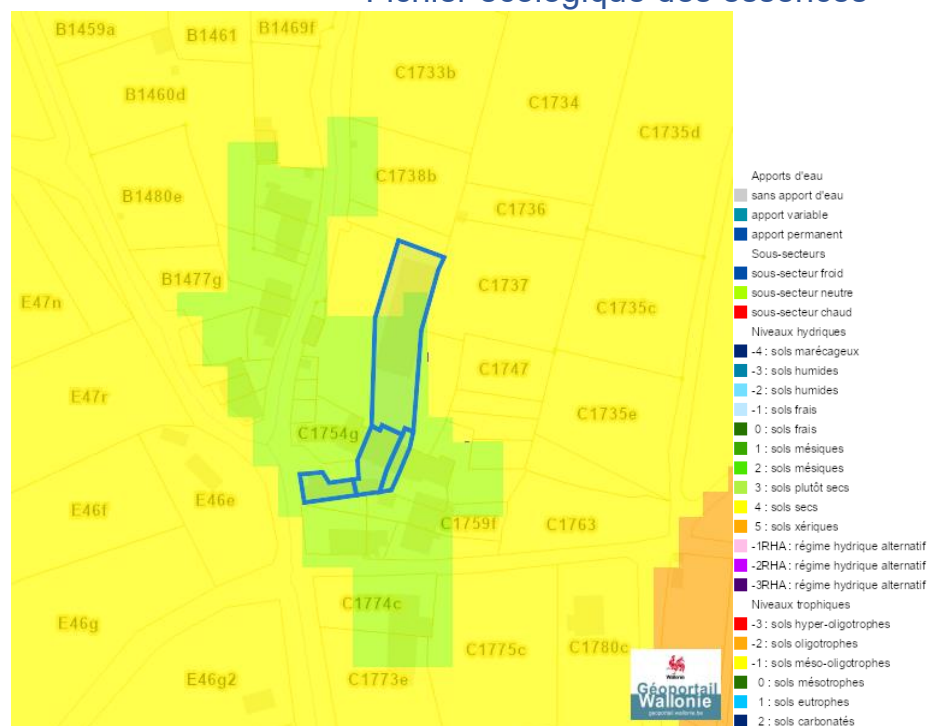 Fichier écologique des essences
B1459a
B1461
B1469f
C1733b
B1460d
C1734
C1735d
C1738b
B1480e
C1736
B1477g
C1737
E47n
C1735c
C1747
E47r
C1735e
C1754g
E46e
E46f
C1759f
C1763
C1774c
E46g
C1775c
C1780c
E46g2
C1773e
Wallonie
Géoportail
Wallonie
geoportail.wallonie.be
Apports d'eau
sans apport d'eau
apport variable
apport permanent
Sous-secteurs
sous-secteur froid
sous-secteur neutre
sous-secteur chaud
Niveaux hydriques
-4 : sols marécageux
-3 : sols humides
-2 : sols humides
-1 : sols frais
0 : sols frais
1 : sols mésiques
2 : sols mésiques
3 : sols plutôt secs
4 : sols secs
5 : sols xériques
-1RHA : régime hydrique alternatif
-2RHA : régime hydrique alternatif
-3RHA : régime hydrique alternatif
Niveaux trophiques
-3 : sols hyper-oligotrophes
-2 : sols oligotrophes
-1 : sols méso-oligotrophes
0 : sols mésotrophes
1 : sols eutrophes
2 : sols carbonatés